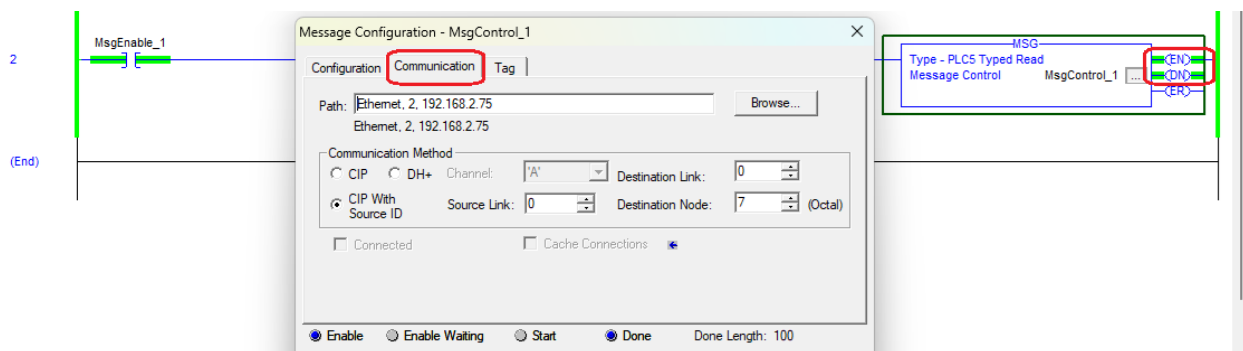 Message Configuration - MsgControl_1
MsgEnable_1
2
Configuration Communication Tag
MSG
Type - PLC5 Typed Read
Message Control MsgControl_1 ...
EN
DN
ER
Path: Ethernet, 2, 192.168.2.75 Browse...
Ethernet, 2, 192.168.2.75
(End)
Communication Method
CIP DH+ Channel: 'A' Destination Link: 0
CIP With
Source ID Source Link: 0 Destination Node: 7 (Octal)
Connected Cache Connections
Enable Enable Waiting Start Done Done Length: 100